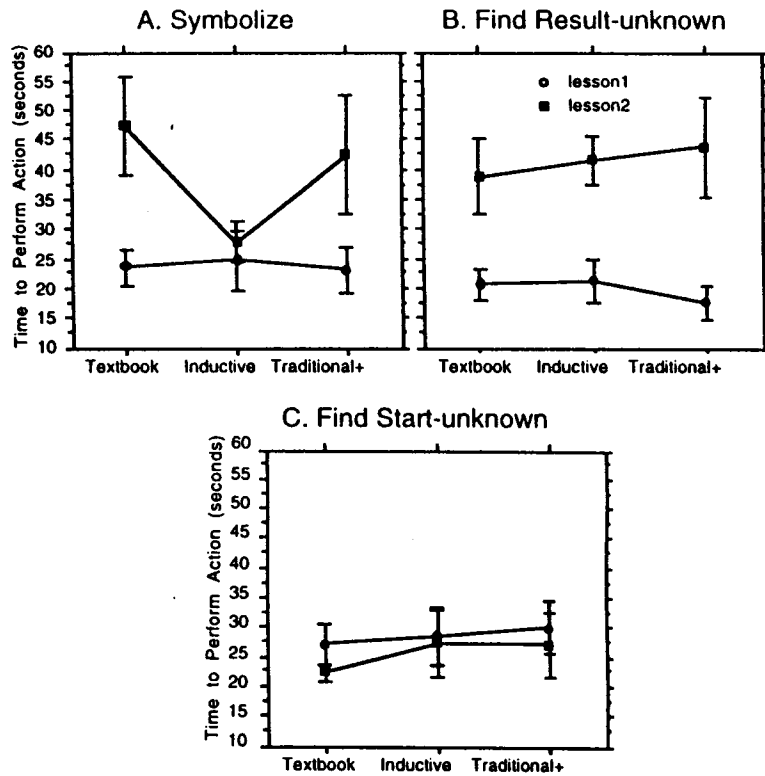 A. Symbolize
B. Find Result-unknown
Time to Perform Action (seconds)
60
55
50
45
40
35
30
25
20
15
10
lesson1
lesson2
Textbook Inductive Traditional+
Textbook Inductive Traditional+
C. Find Start-unknown
Time to Perform Action (seconds)
60
55
50
45
40
35
30
25
20
15
10
Textbook Inductive Traditional+